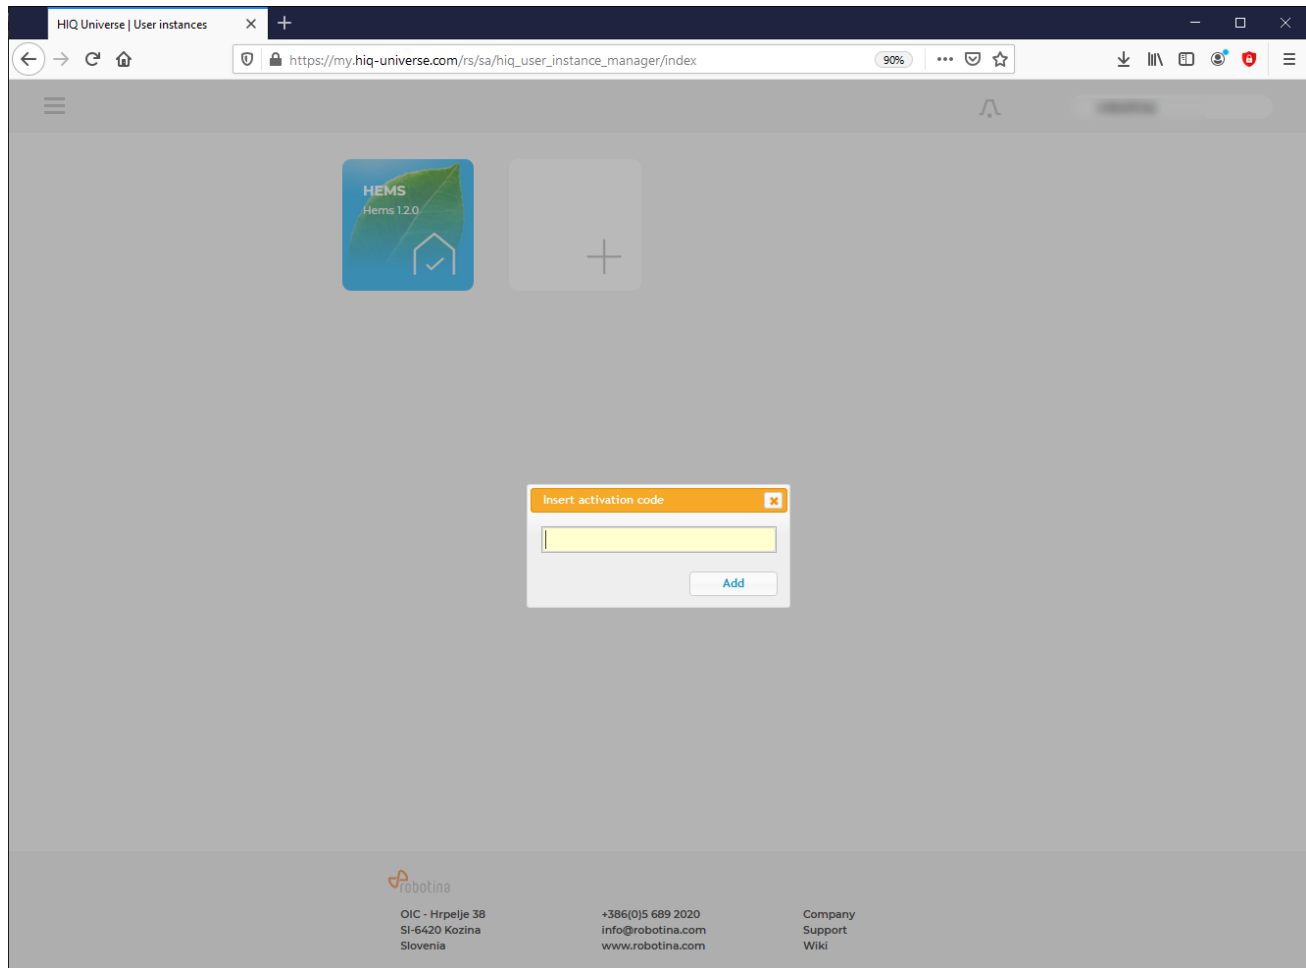 HIQ Universe | User instances
https://my.hiq-universe.com/rs/sa/hiq_user_instance_manager/index
90%
HEMS
Hems 1.2.0
Insert activation code
Add
robotina
OIC - Hrpelje 38
SI-6420 Kozina
Slovenia
+386(0)5 689 2020
info@robotina.com
www.robotina.com
Company
Support
Wiki